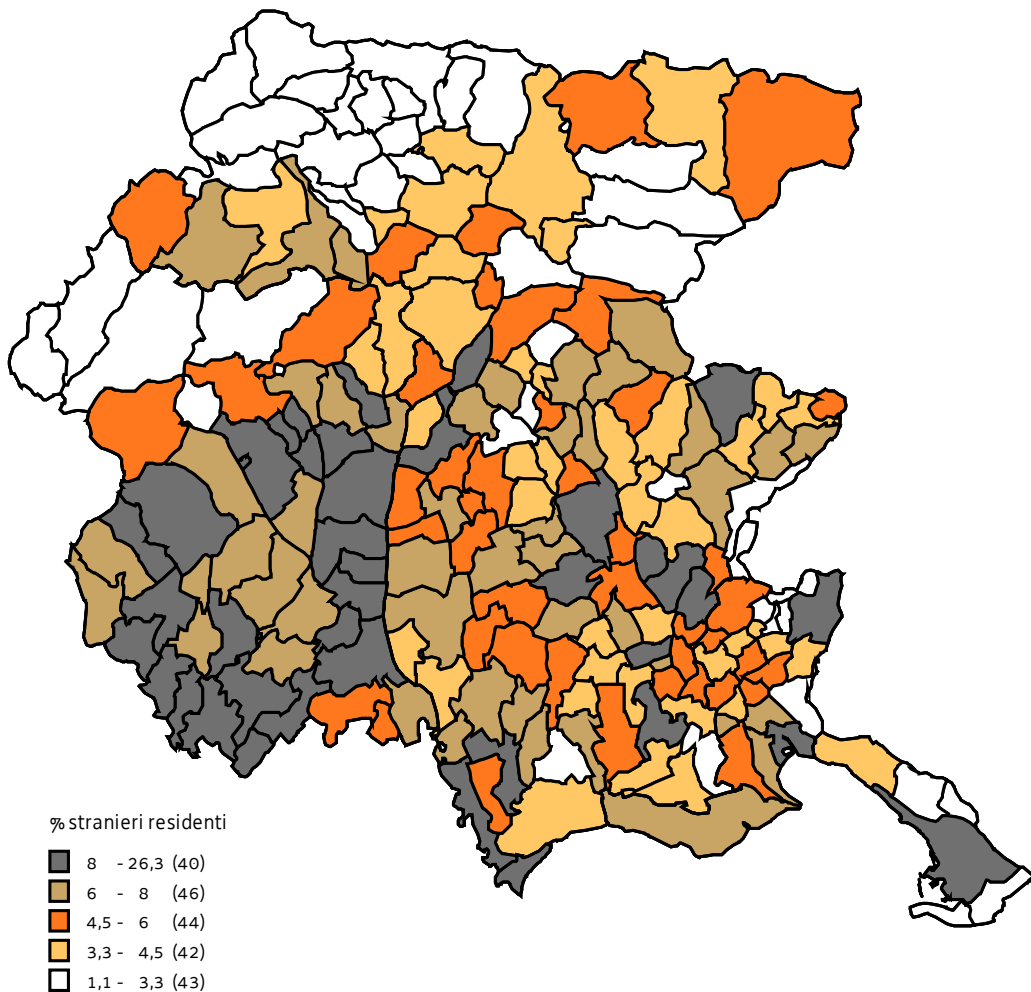 % stranieri residenti
8 - 26,3 (40)
6 - 8 (46)
4,5 - 6 (44)
3,3 - 4,5 (42)
1,1 - 3,3 (43)